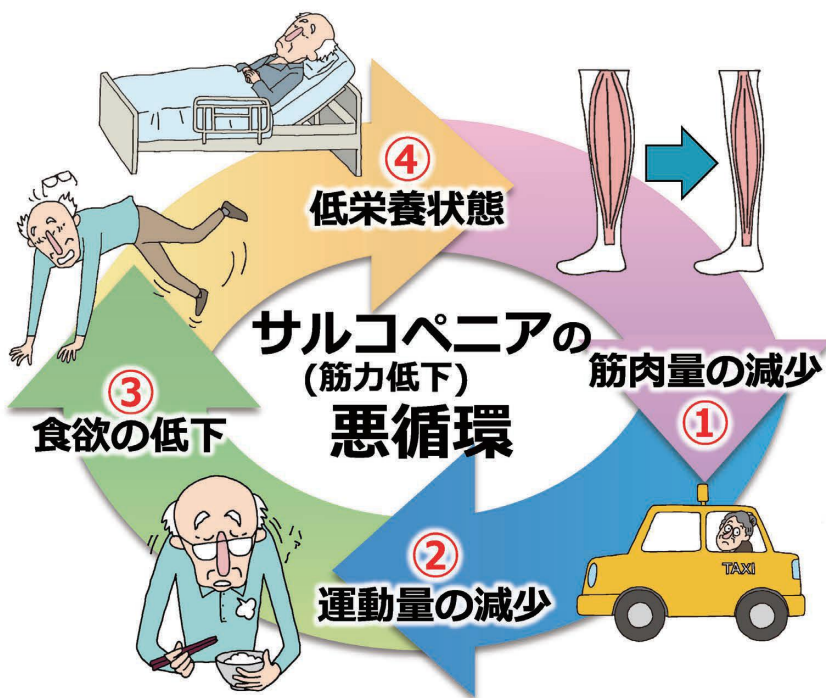 サルコペニアの
(筋力低下)
悪循環
筋肉量の減少
①
②
運動量の減少
③
食欲の低下
④
低栄養状態
TAXI